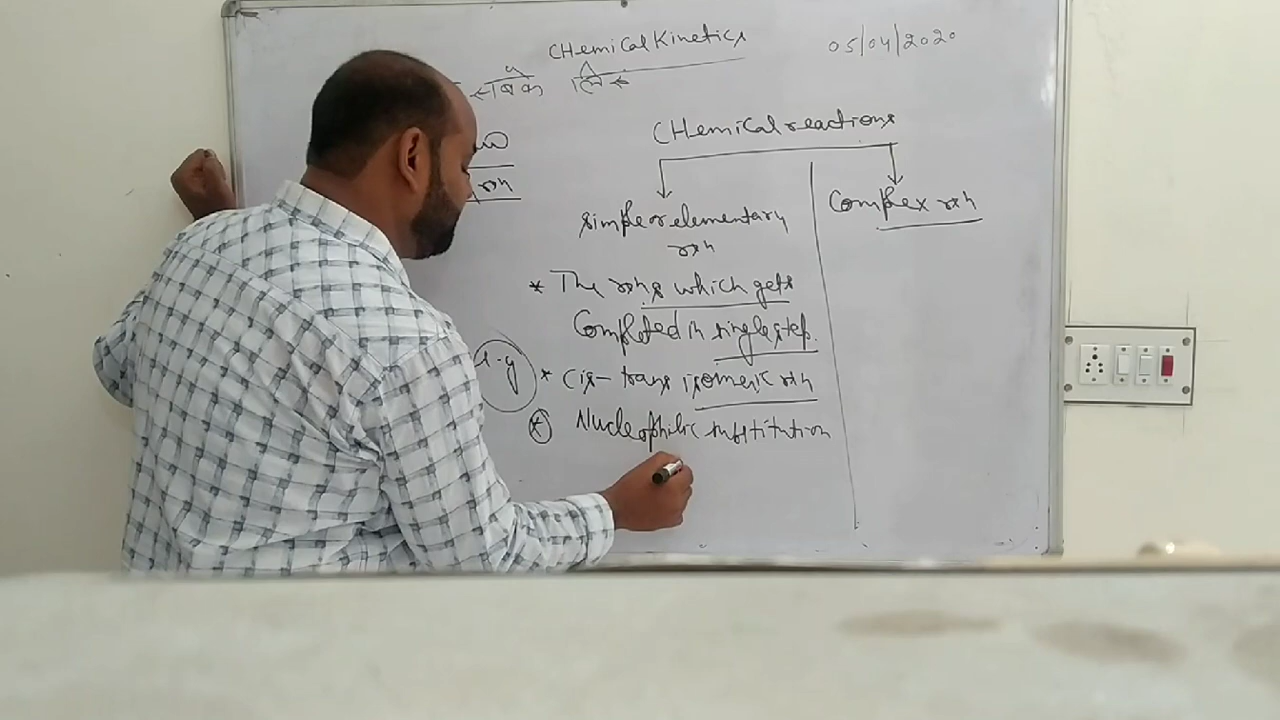 CHemical Kinetics
05/04/2020
CHemical reactions
Simple or elementary
rxn
Complex rxn
* The rxns which gets
Completed in single step.
e.g
* Cis - trans isomeric rxn
* Nucleophilic substitution
rxn